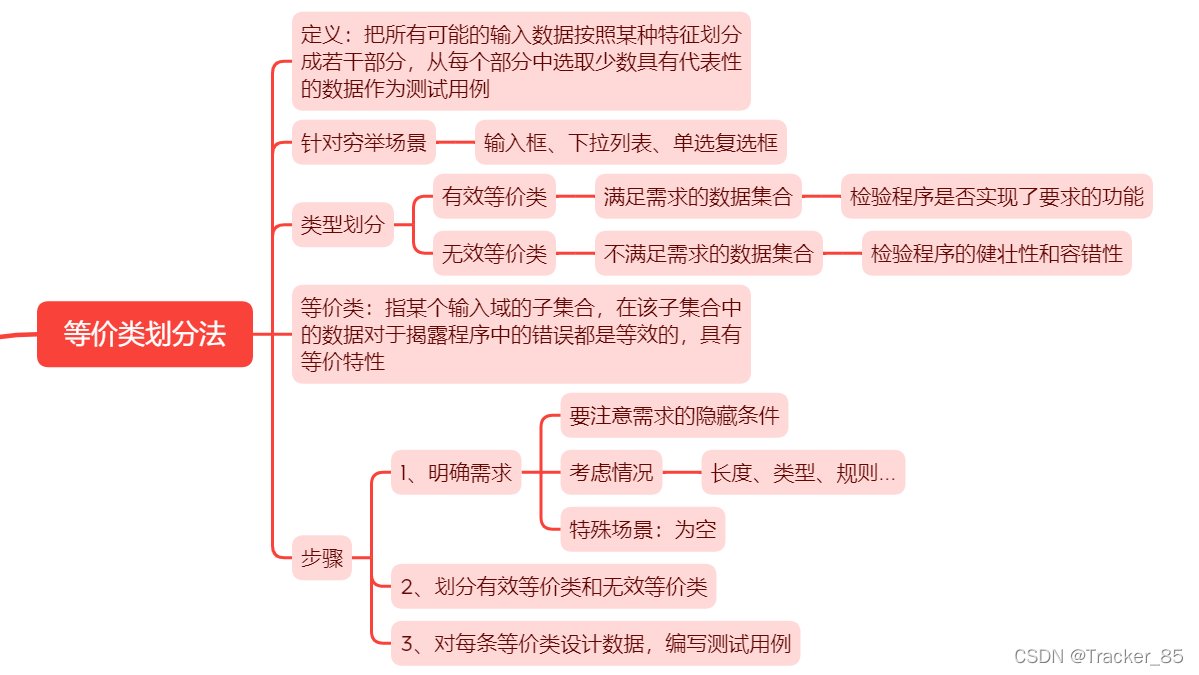 定义：把所有可能的输入数据按照某种特征划分
成若干部分，从每个部分中选取少数具有代表性
的数据作为测试用例
针对穷举场景
输入框、下拉列表、单选复选框
类型划分
有效等价类
满足需求的数据集合
检验程序是否实现了要求的功能
无效等价类
不满足需求的数据集合
检验程序的健壮性和容错性
等价类划分法
等价类：指某个输入域的子集合，在该子集合中
的数据对于揭露程序中的错误都是等效的，具有
等价特性
步骤
1、明确需求
要注意需求的隐藏条件
考虑情况
长度、类型、规则...
特殊场景：为空
2、划分有效等价类和无效等价类
3、对每条等价类设计数据，编写测试用例
CSDN @Tracker_85